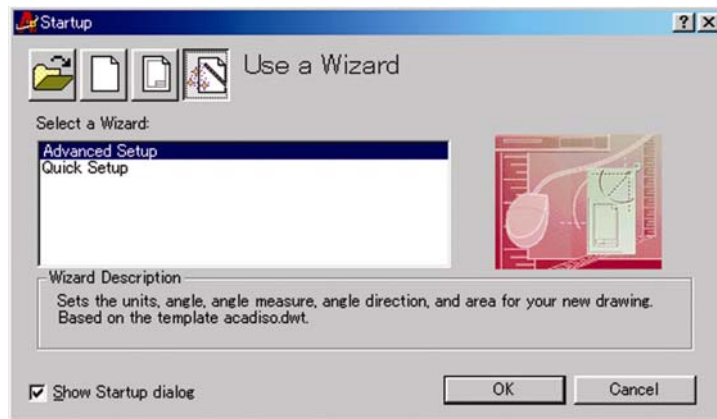 Startup
Use a Wizard
Select a Wizard:
Advanced Setup
Quick Setup
Wizard Description
Sets the units, angle, angle measure, angle direction, and area for your new drawing.
Based on the template acadiso.dwt.
Show Startup dialog
OK
Cancel